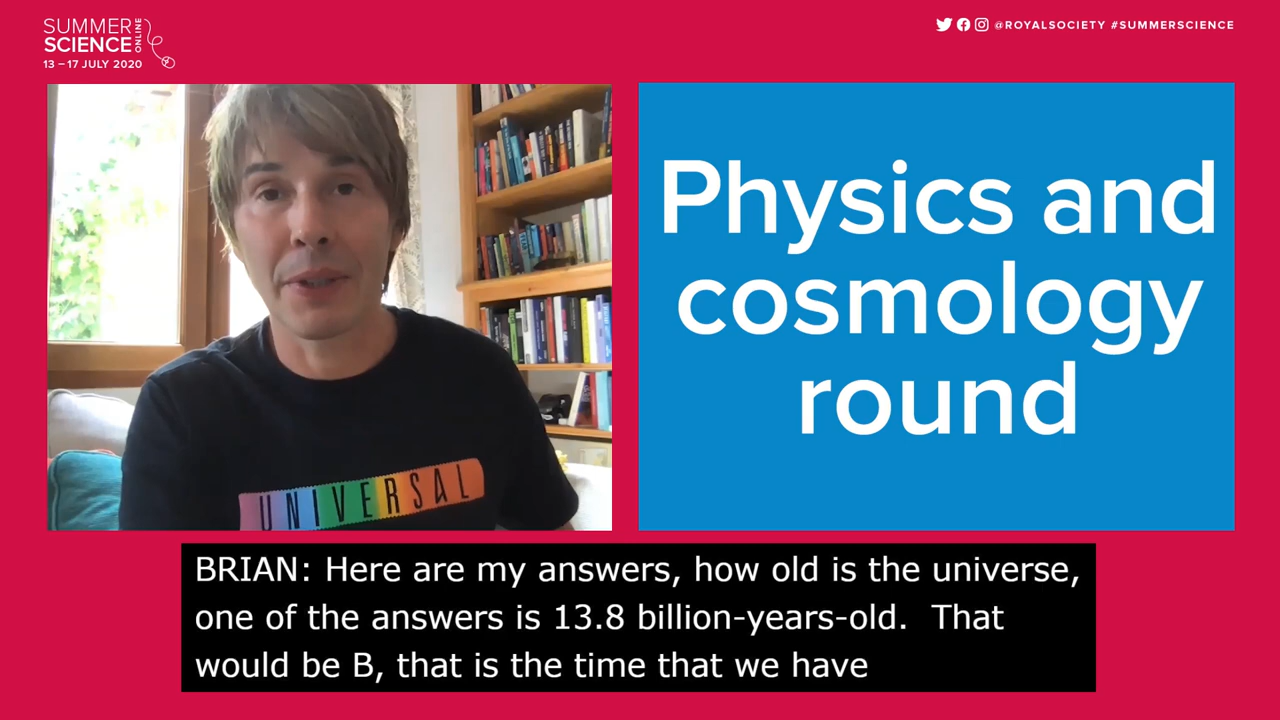 SUMMER
SCIENCE
ONLINE
13 – 17 JULY 2020
@ROYALSOCIETY #SUMMERSCIENCE
Physics and
cosmology
round
UNIVERSAL
BRIAN: Here are my answers, how old is the universe,
one of the answers is 13.8 billion-years-old.  That
would be B, that is the time that we have